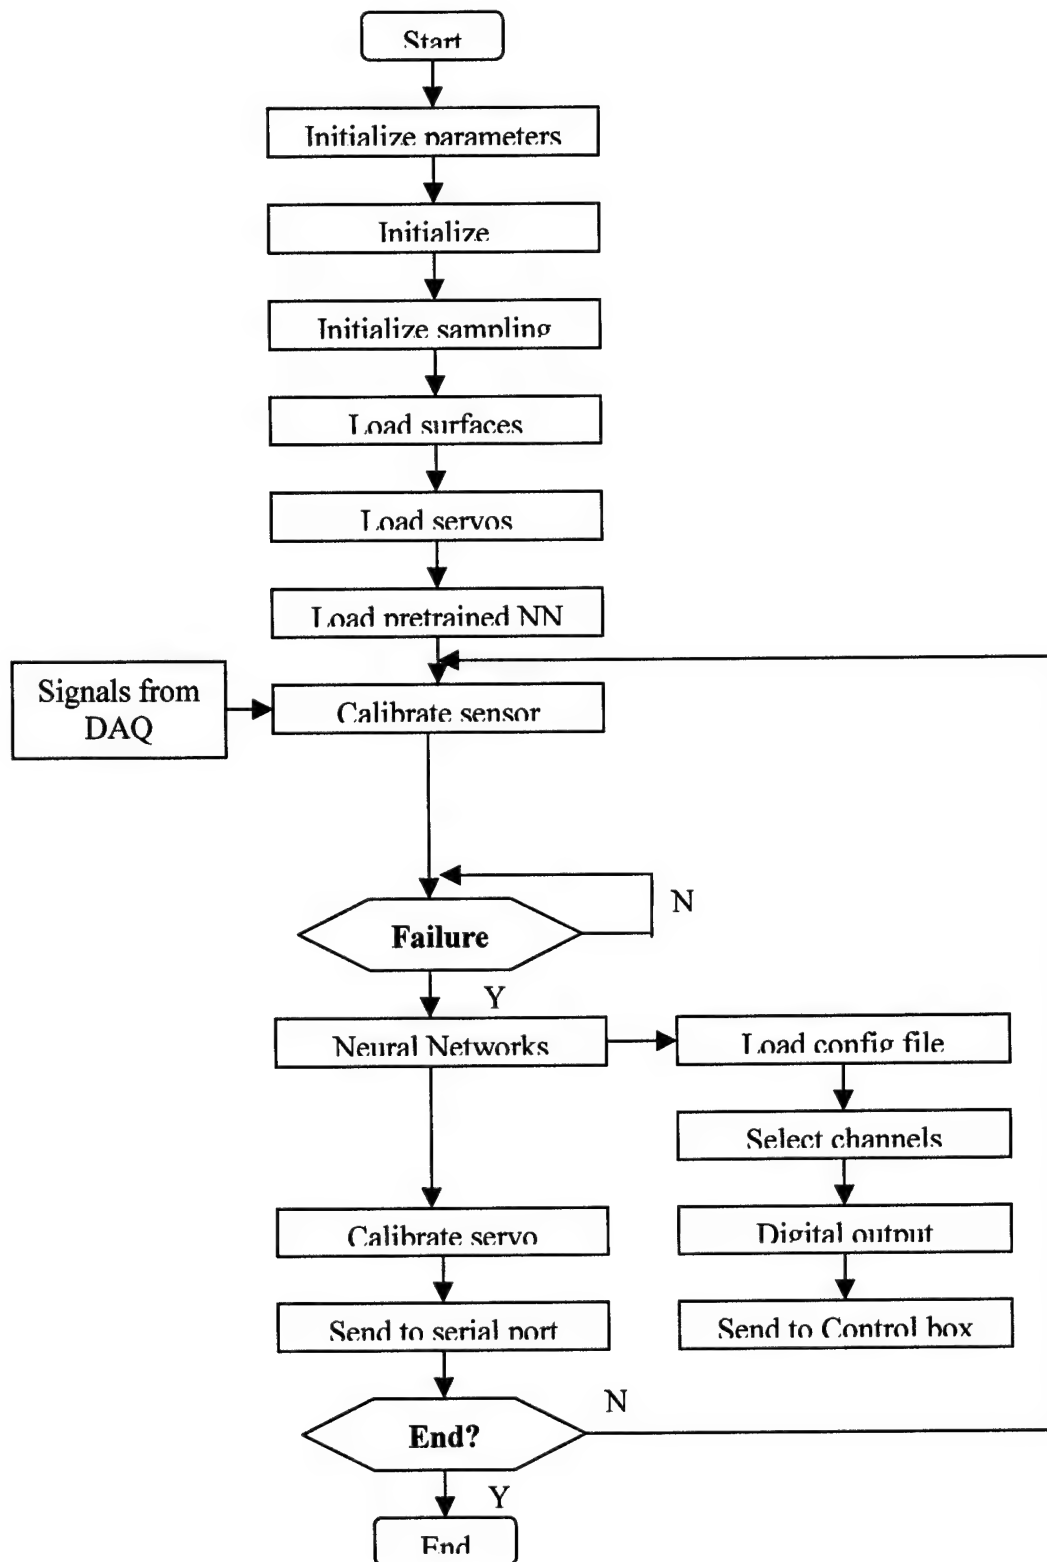 Start
Initialize parameters
Initialize
Initialize sampling
Load surfaces
Load servos
Load pretrained NN
Signals from
DAQ
Calibrate sensor
N
Failure
Y
Neural Networks
Load config file
Select channels
Calibrate servo
Digital output
Send to serial port
Send to Control box
N
End?
Y
End